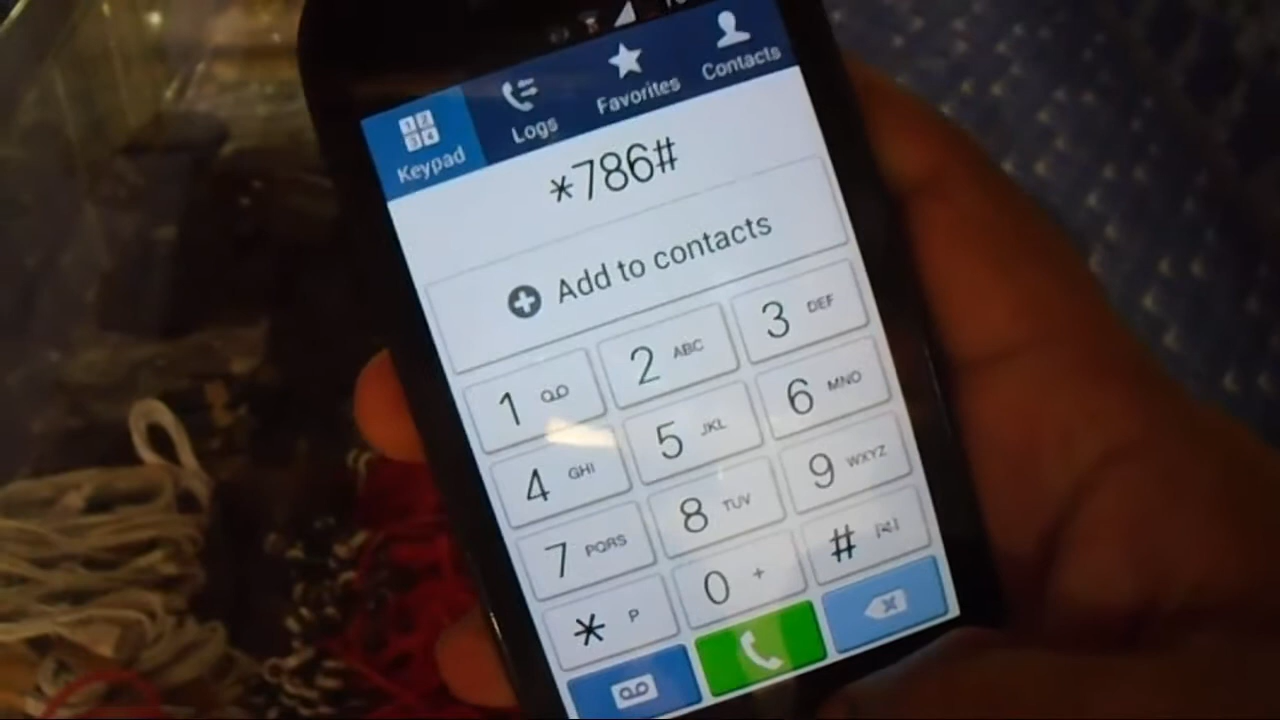 Keypad
Logs
Favorites
Contacts
*786#
Add to contacts
1
2 ABC
3 DEF
4 GHI
5 JKL
6 MNO
7 PQRS
8 TUV
9 WXYZ
* P
0 +
#